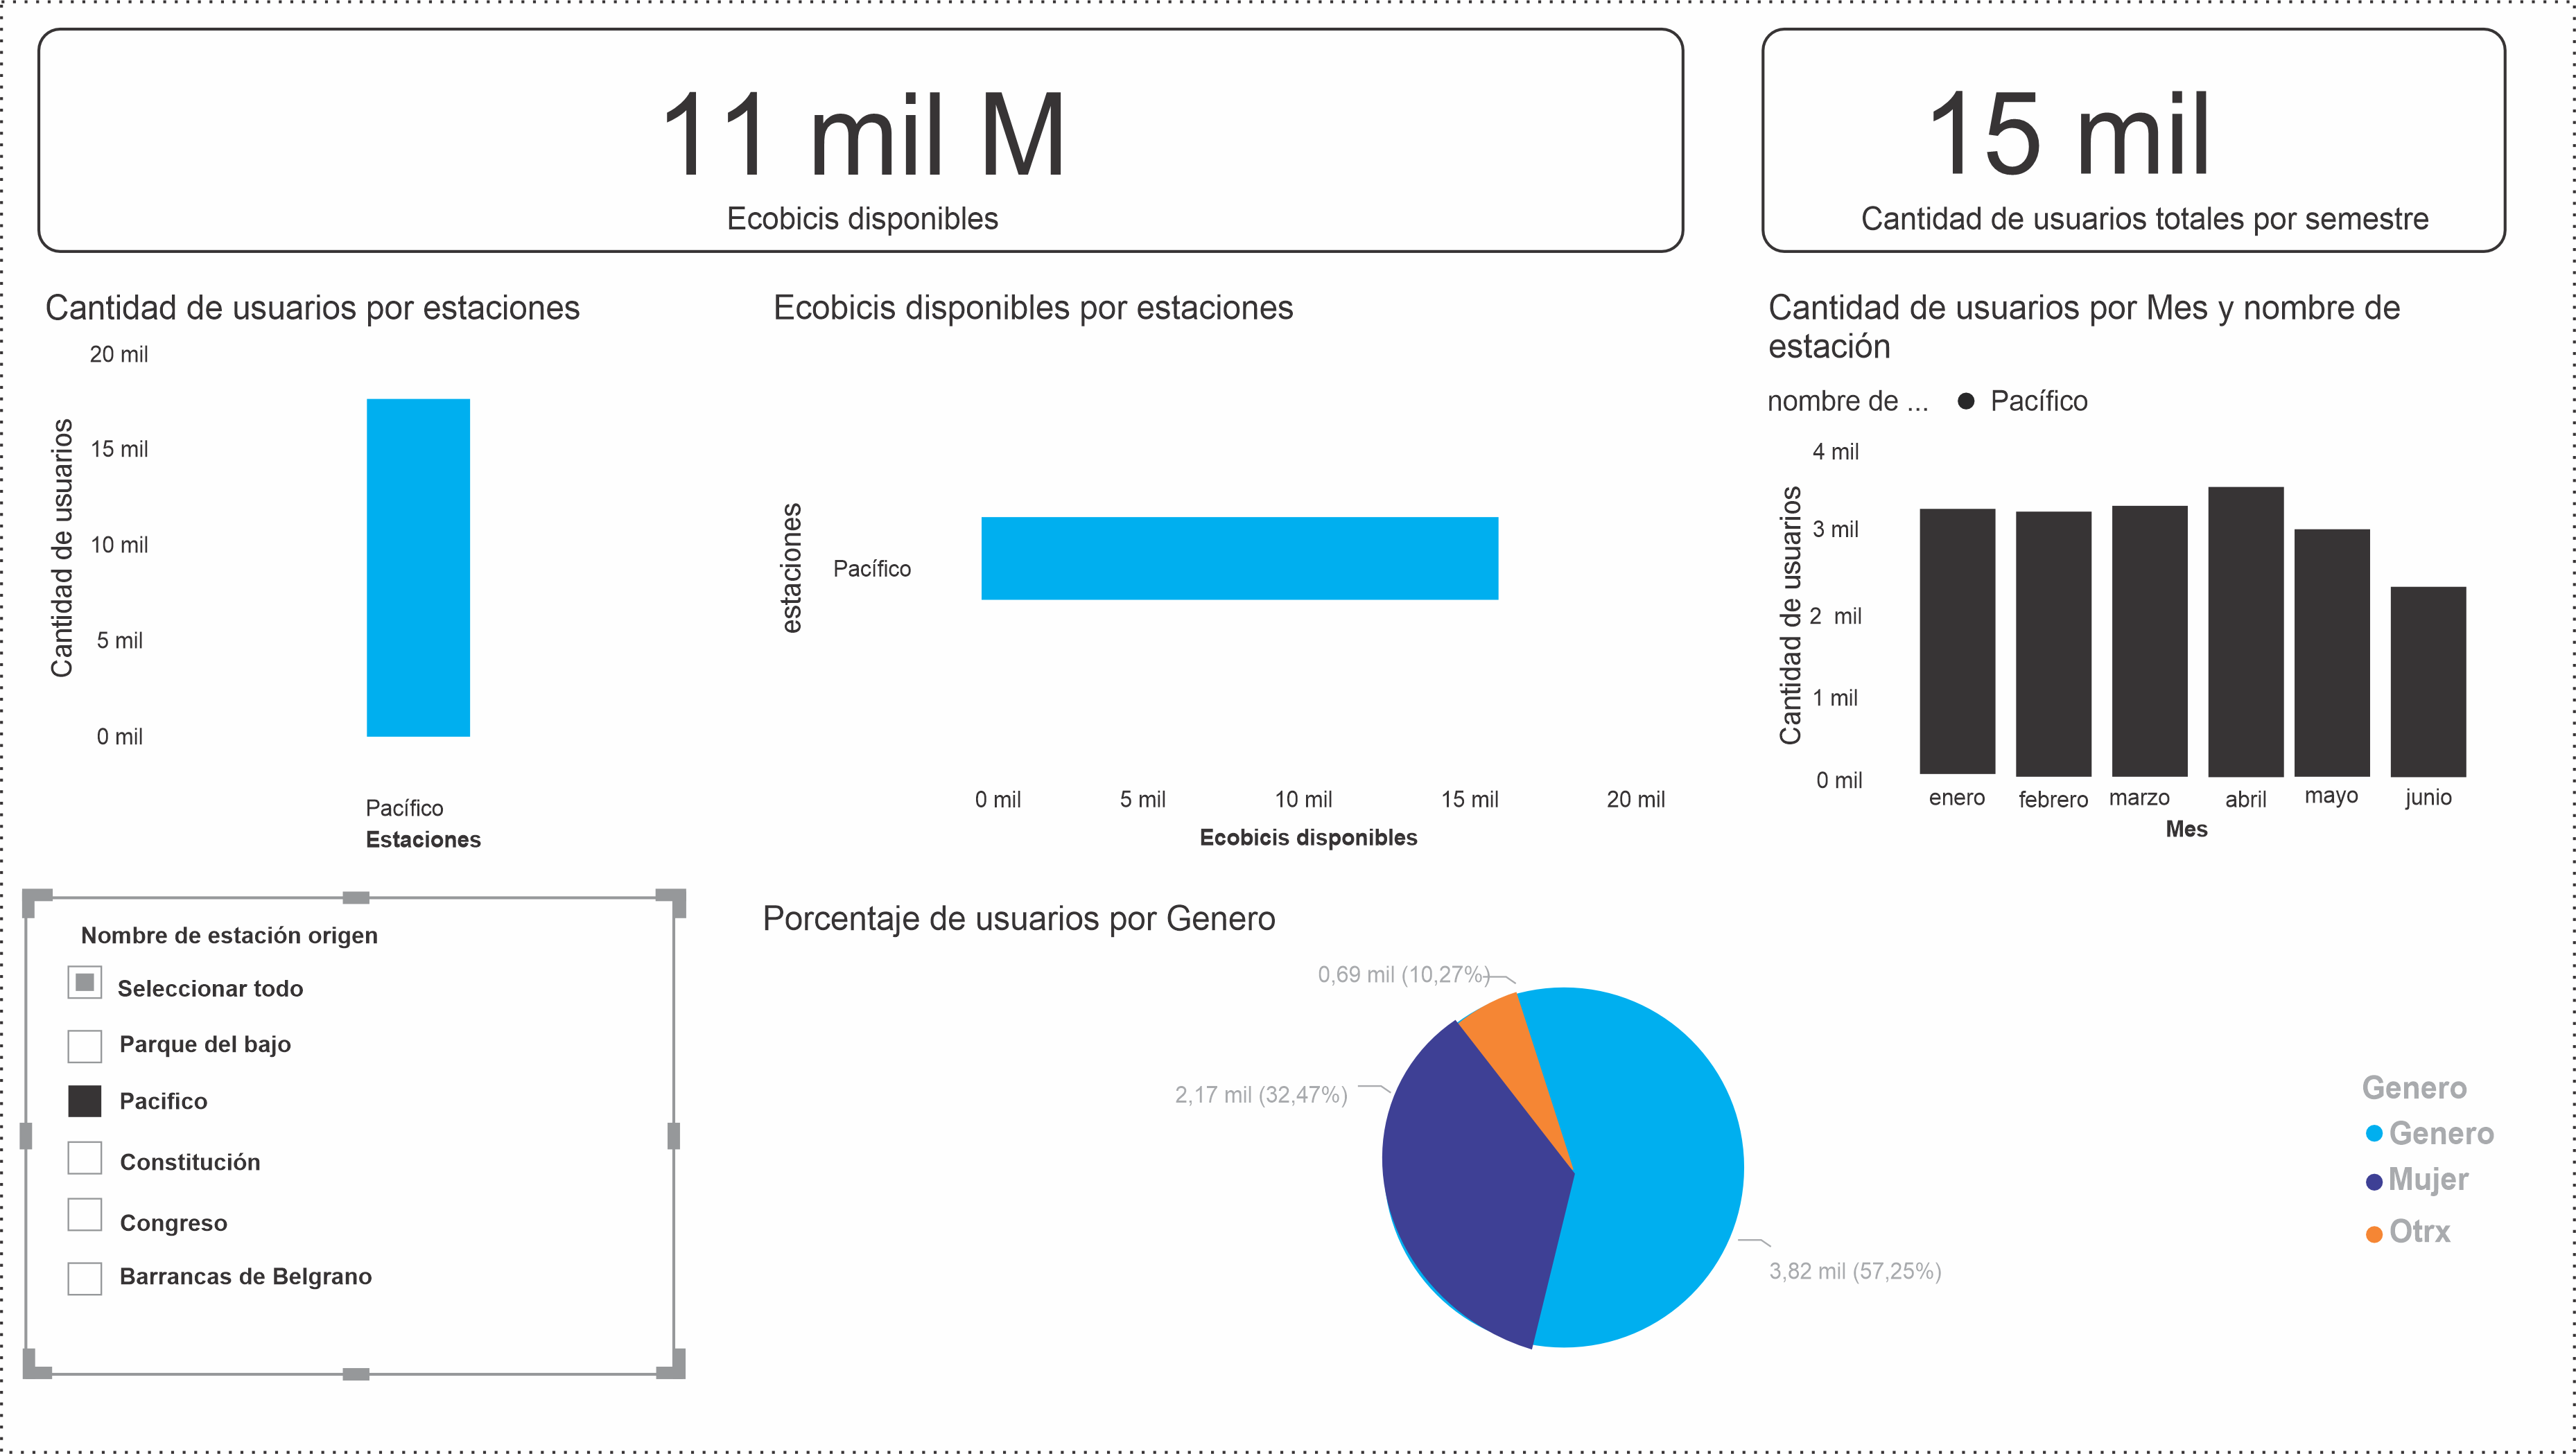 11 mil M
Ecobicis disponibles
15 mil
Cantidad de usuarios totales por semestre
Cantidad de usuarios por estaciones
20 mil
15 mil
10 mil
5 mil
0 mil
Cantidad de usuarios
Pacífico
Estaciones
Ecobicis disponibles por estaciones
estaciones
Pacífico
0 mil 5 mil 10 mil 15 mil 20 mil
Ecobicis disponibles
Cantidad de usuarios por Mes y nombre de
estación
nombre de ... Pacífico
4 mil
3 mil
2 mil
1 mil
0 mil
Cantidad de usuarios
enero febrero marzo abril mayo junio
Mes
Nombre de estación origen
Seleccionar todo
Parque del bajo
Pacifico
Constitución
Congreso
Barrancas de Belgrano
Porcentaje de usuarios por Genero
0,69 mil (10,27%)
2,17 mil (32,47%)
3,82 mil (57,25%)
Genero
Genero
Mujer
Otrx